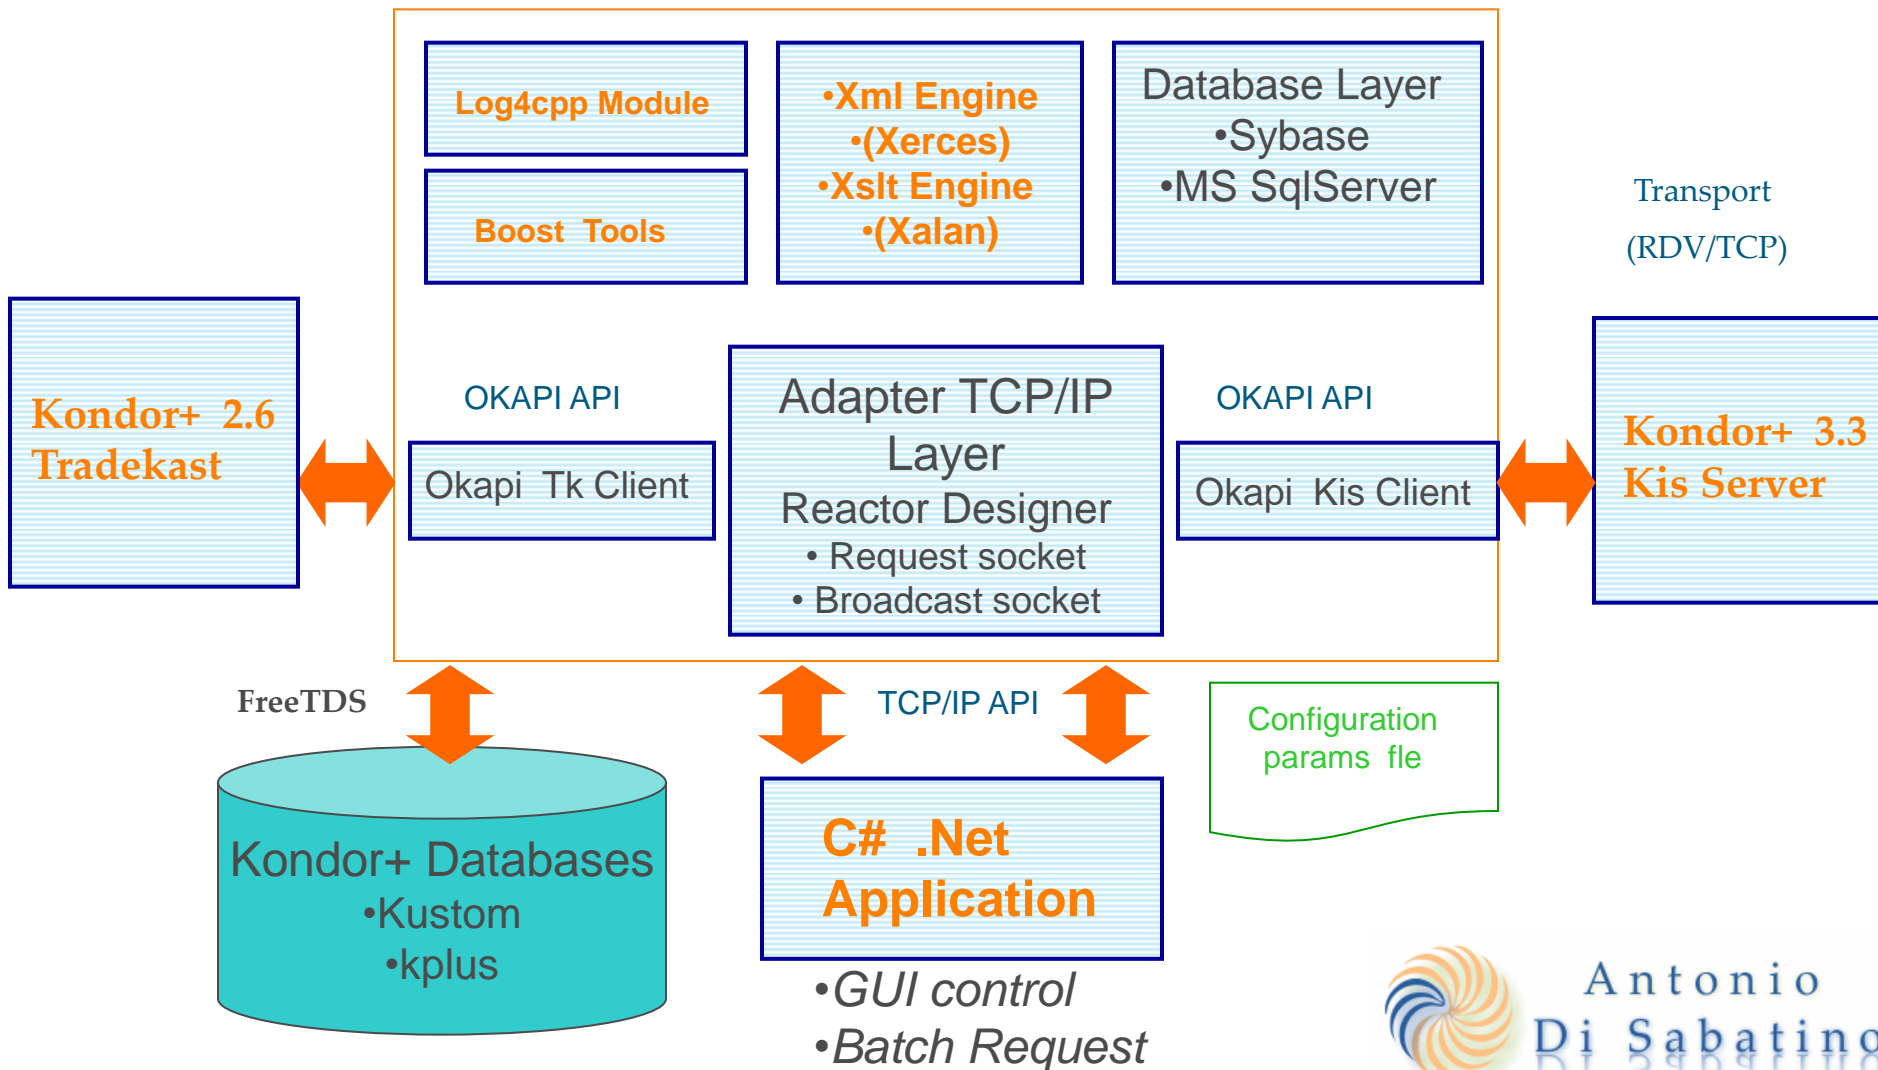 Log4cpp Module
Boost Tools
•Xml Engine
•(Xerces)
•Xslt Engine
•(Xalan)
Database Layer
•Sybase
•MS SqlServer
Transport
(RDV/TCP)
Kondor+ 2.6
Tradekast
OKAPI API
Okapi Tk Client
Adapter TCP/IP
Layer
Reactor Designer
• Request socket
• Broadcast socket
OKAPI API
Okapi Kis Client
Kondor+ 3.3
Kis Server
FreeTDS
TCP/IP API
Configuration
params fle
Kondor+ Databases
•Kustom
•kplus
C# .Net
Application
•GUI control
•Batch Request
Antonio
Di Sabatino